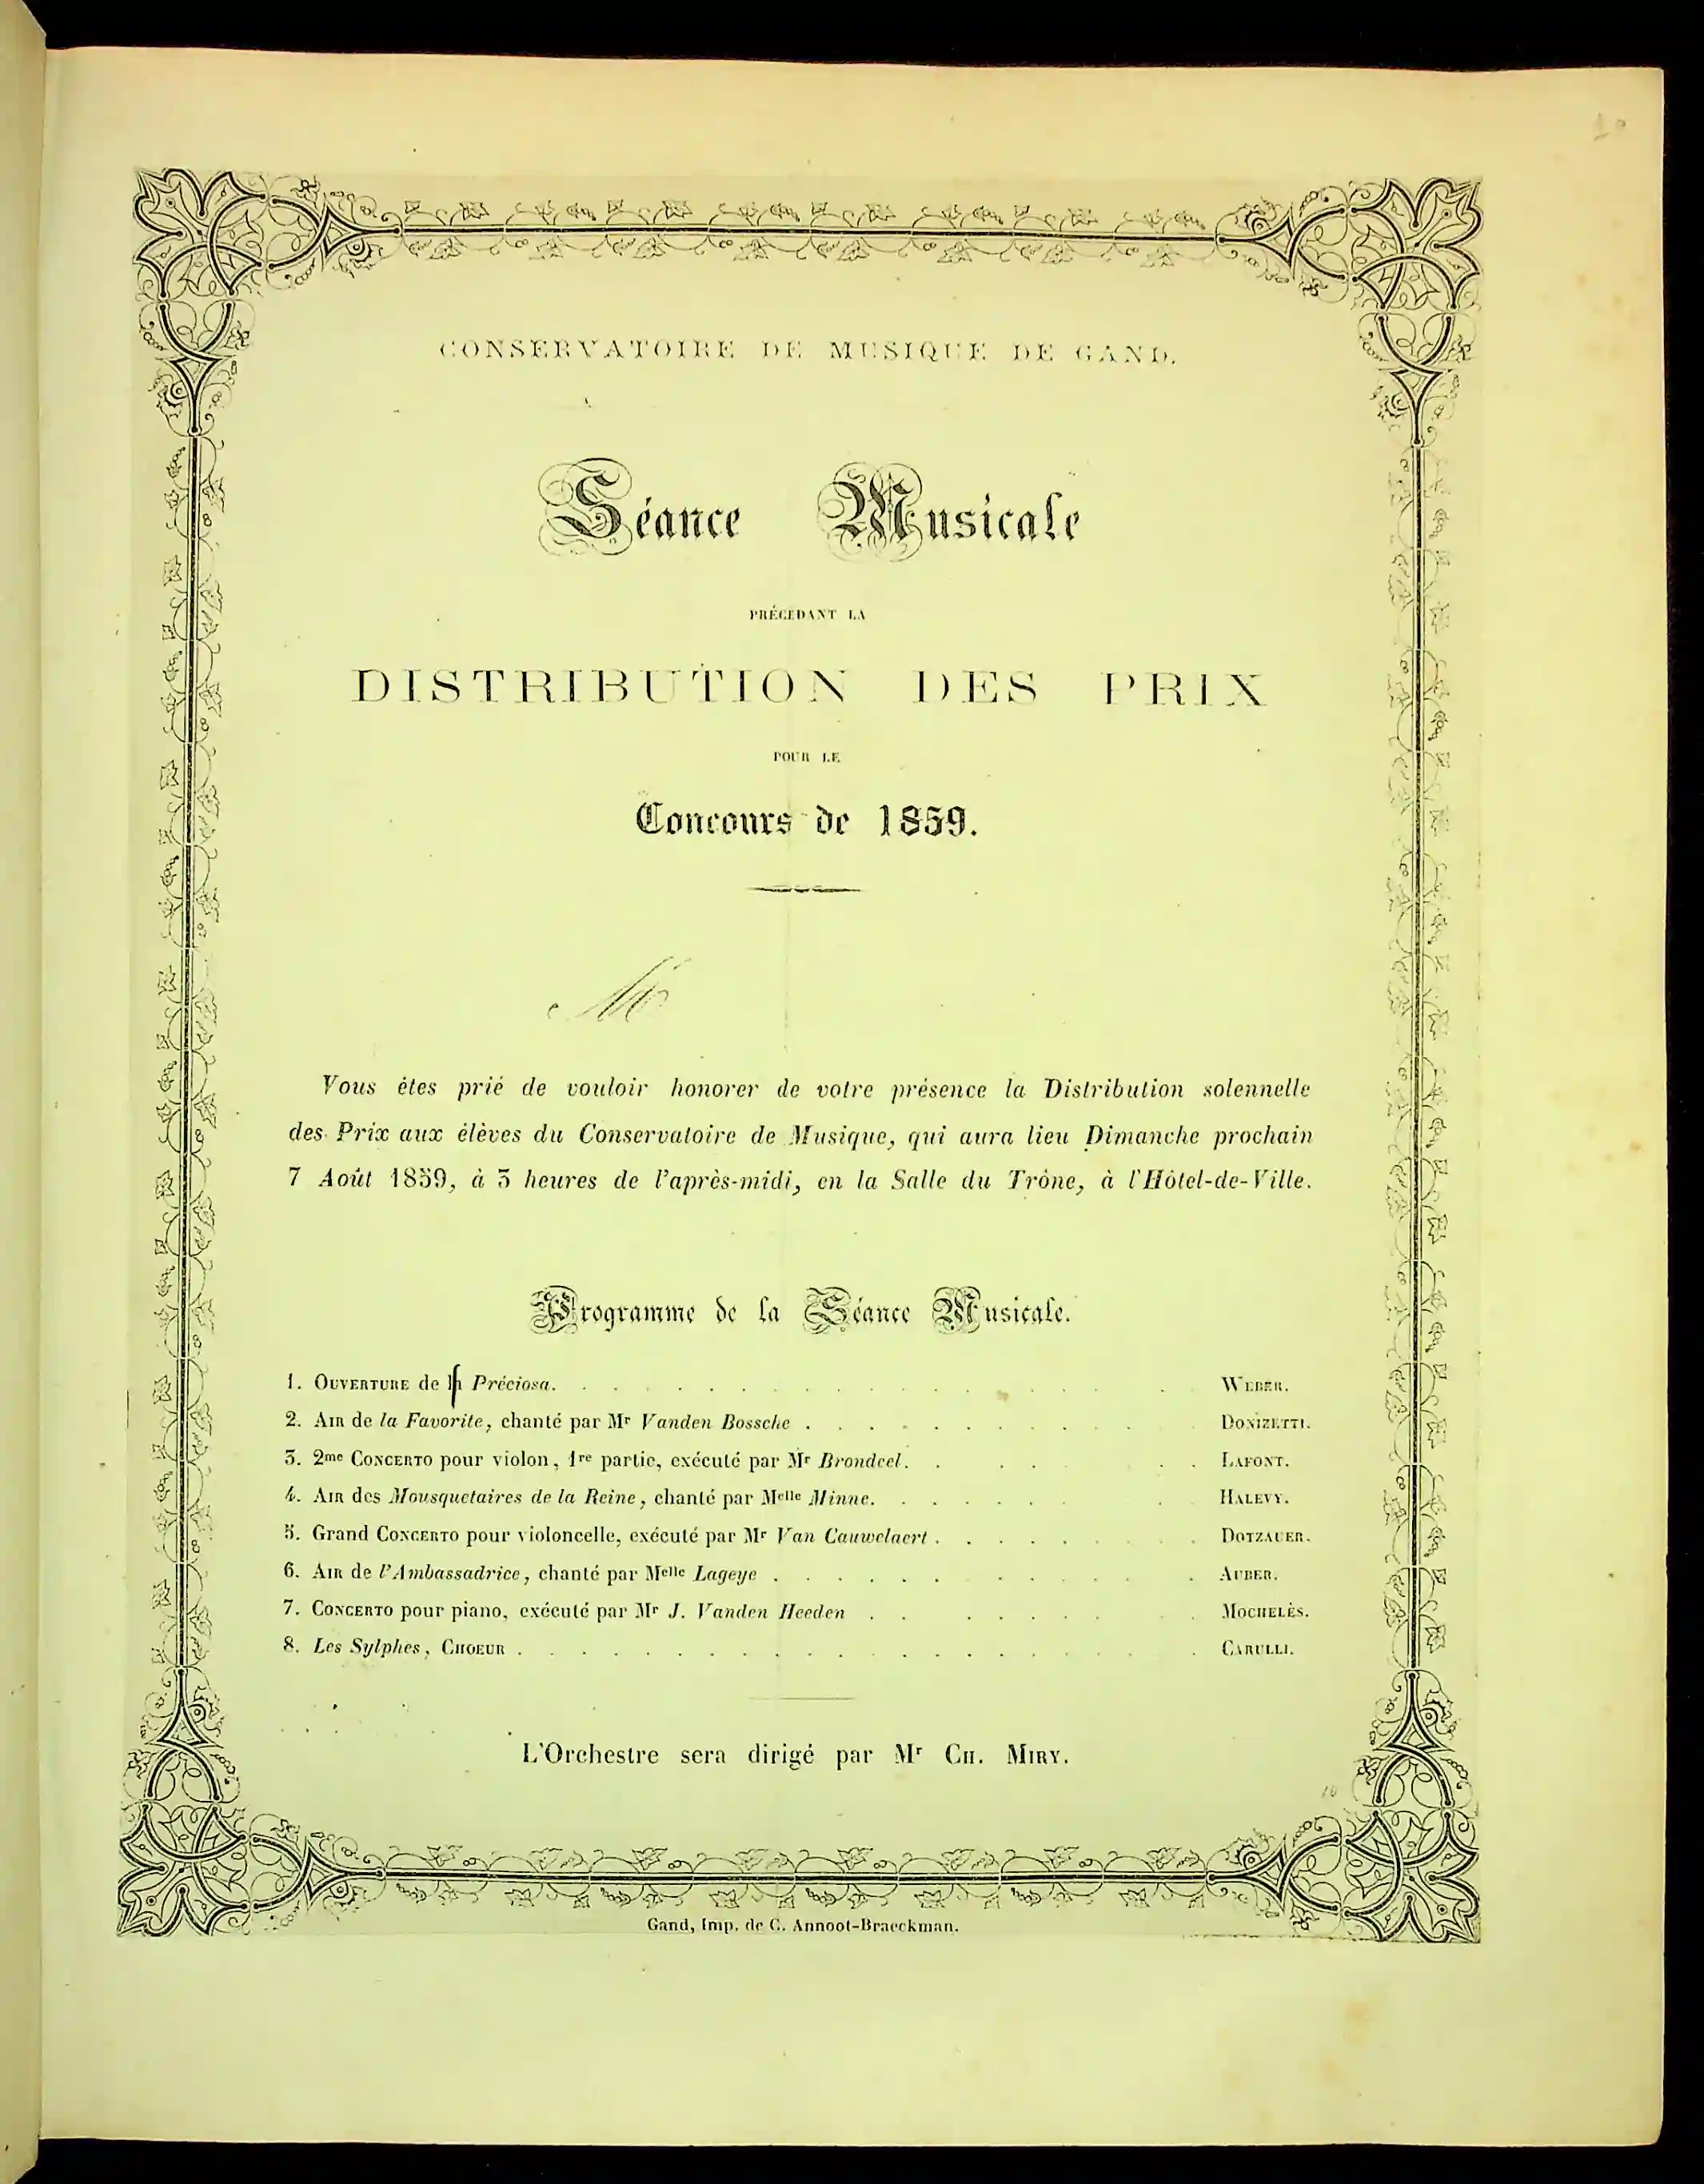 10
CONSERVATOIRE DE MUSIQUE DE GAND.
Séance Musicale
PRÉCÉDANT LA
DISTRIBUTION DES PRIX
POUR LE
Concours de 1859.
M
Vous êtes prié de vouloir honorer de votre présence la Distribution solennelle
des Prix aux élèves du Conservatoire de Musique, qui aura lieu Dimanche prochain
7 Août 1859, à 3 heures de l'après-midi, en la Salle du Trône, à l'Hôtel-de-Ville.
Programme de la Séance Musicale.
1. OUVERTURE de la Préciosa. WEBER.
2. AIR de la Favorite, chanté par Mr Vanden Bossche . DONIZETTI.
3. 2me CONCERTO pour violon, 1re partie, exécuté par Mr Brondeel. LAFONT.
4. AIR des Mousquetaires de la Reine, chanté par Melle Minne. HALEVY.
5. Grand CONCERTO pour violoncelle, exécuté par Mr Van Cauwelaert . DOTZAUER.
6. AIR de l'Ambassadrice, chanté par Melle Lageye . AUBER.
7. CONCERTO pour piano, exécuté par Mr J. Vanden Heeden . MOCHELÈS.
8. Les Sylphes, CHOEUR . CARULLI.
L'Orchestre sera dirigé par Mr CH. MIRY.
10
Gand, Imp. de C. Annoot-Braeckman.